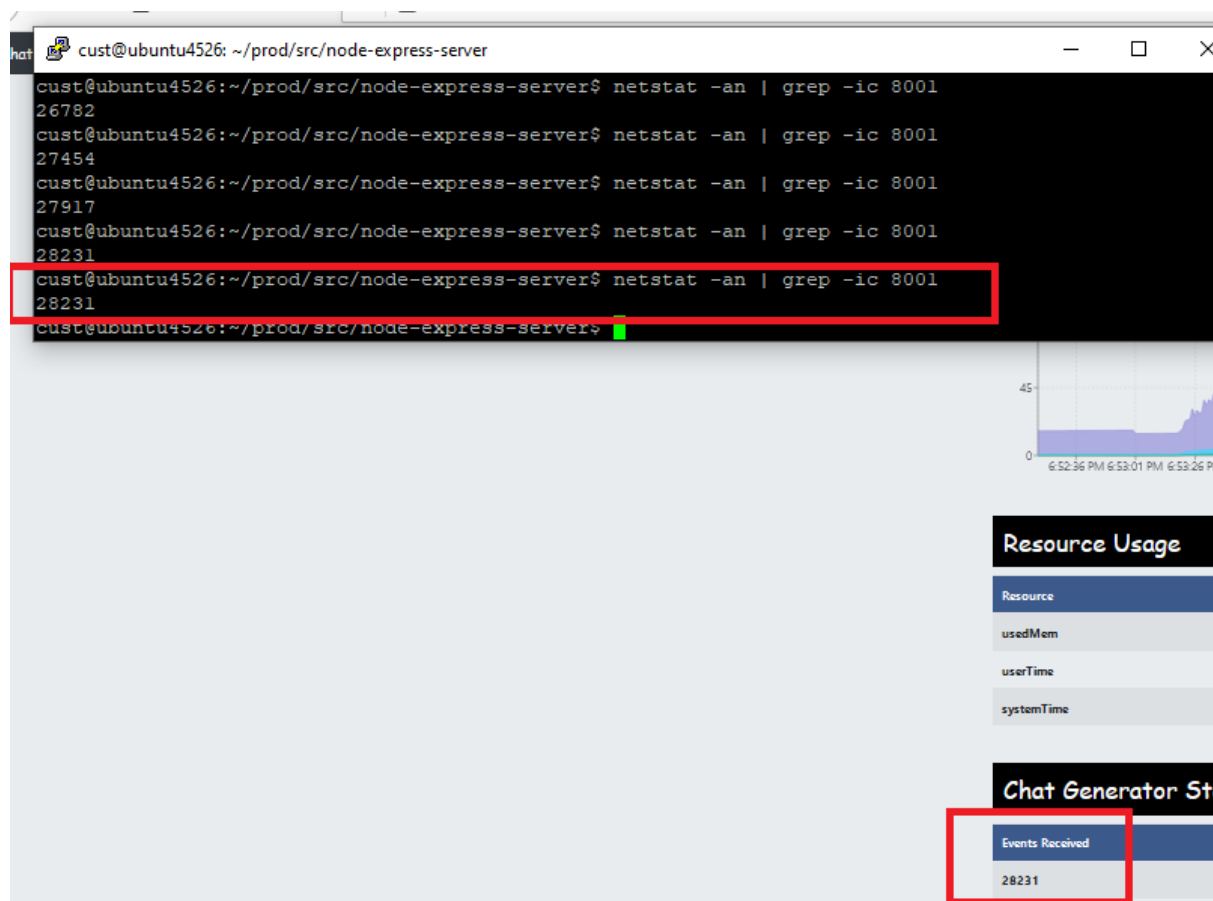 hat
cust@ubuntu4526: ~/prod/src/node-express-server
cust@ubuntu4526:~/prod/src/node-express-server$ netstat -an | grep -ic 8001
26782
cust@ubuntu4526:~/prod/src/node-express-server$ netstat -an | grep -ic 8001
27454
cust@ubuntu4526:~/prod/src/node-express-server$ netstat -an | grep -ic 8001
27917
cust@ubuntu4526:~/prod/src/node-express-server$ netstat -an | grep -ic 8001
28231
cust@ubuntu4526:~/prod/src/node-express-server$ netstat -an | grep -ic 8001
28231
cust@ubuntu4526:~/prod/src/node-express-server$
45
0
6:52:36 PM 6:53:01 PM 6:53:26 P
Resource Usage
Resource
usedMem
userTime
systemTime
Chat Generator St
Events Received
28231